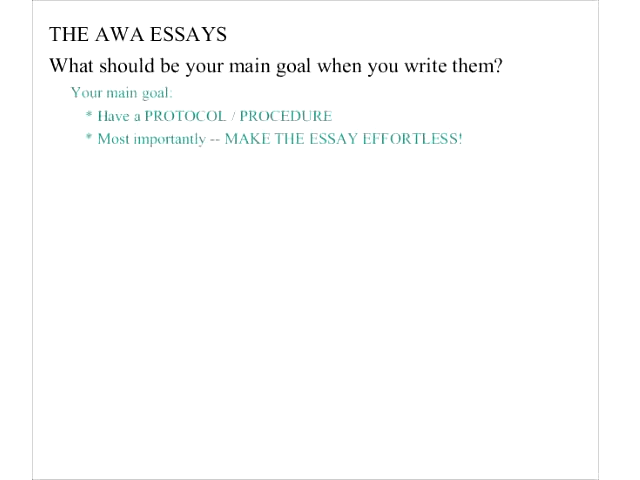 THE AWA ESSAYS
What should be your main goal when you write them?
Your main goal:
* Have a PROTOCOL / PROCEDURE
* Most importantly -- MAKE THE ESSAY EFFORTLESS!